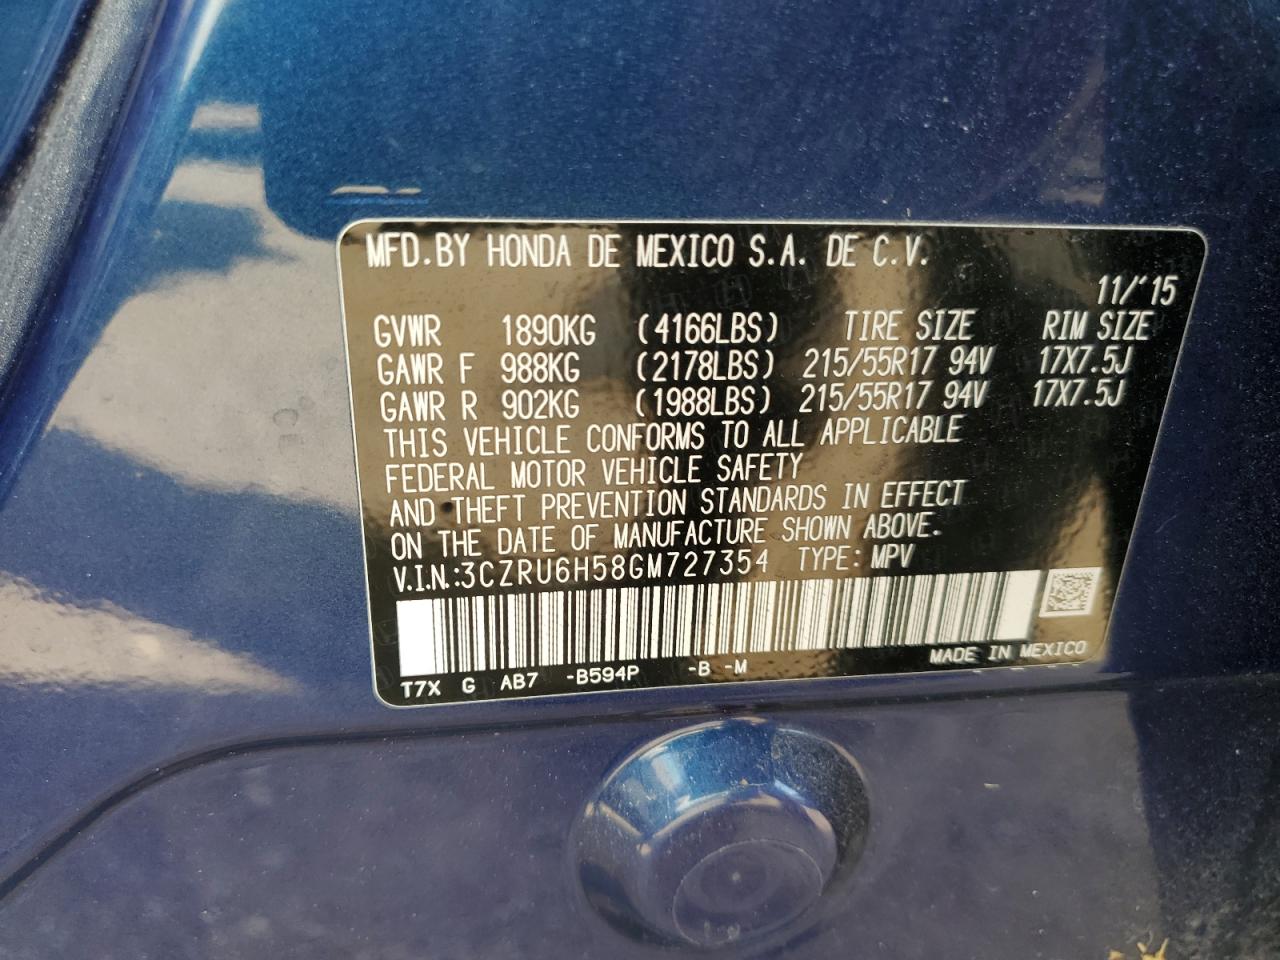 MFD.BY HONDA DE MEXICO S.A. DE C.V.
11/'15
GVWR 1890KG (4166LBS) TIRE SIZE RIM SIZE
GAWR F 988KG (2178LBS) 215/55R17 94V 17X7.5J
GAWR R 902KG (1988LBS) 215/55R17 94V 17X7.5J
THIS VEHICLE CONFORMS TO ALL APPLICABLE
FEDERAL MOTOR VEHICLE SAFETY
AND THEFT PREVENTION STANDARDS IN EFFECT
ON THE DATE OF MANUFACTURE SHOWN ABOVE.
V.I.N.:3CZRU6H58GM727354 TYPE: MPV
MADE IN MEXICO
T7X G AB7 -B594P -B -M